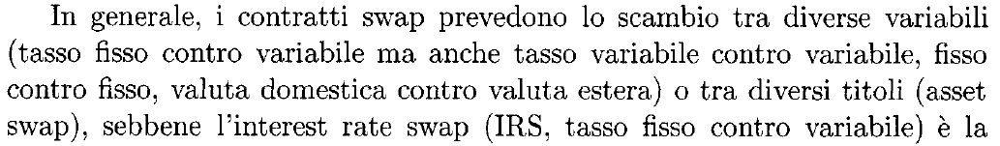 In generale, i contratti swap prevedono lo scambio tra diverse variabili
(tasso fisso contro variabile ma anche tasso variabile contro variabile, fisso
contro fisso, valuta domestica contro valuta estera) o tra diversi titoli (asset
swap), sebbene l'interest rate swap (IRS, tasso fisso contro variabile) è la